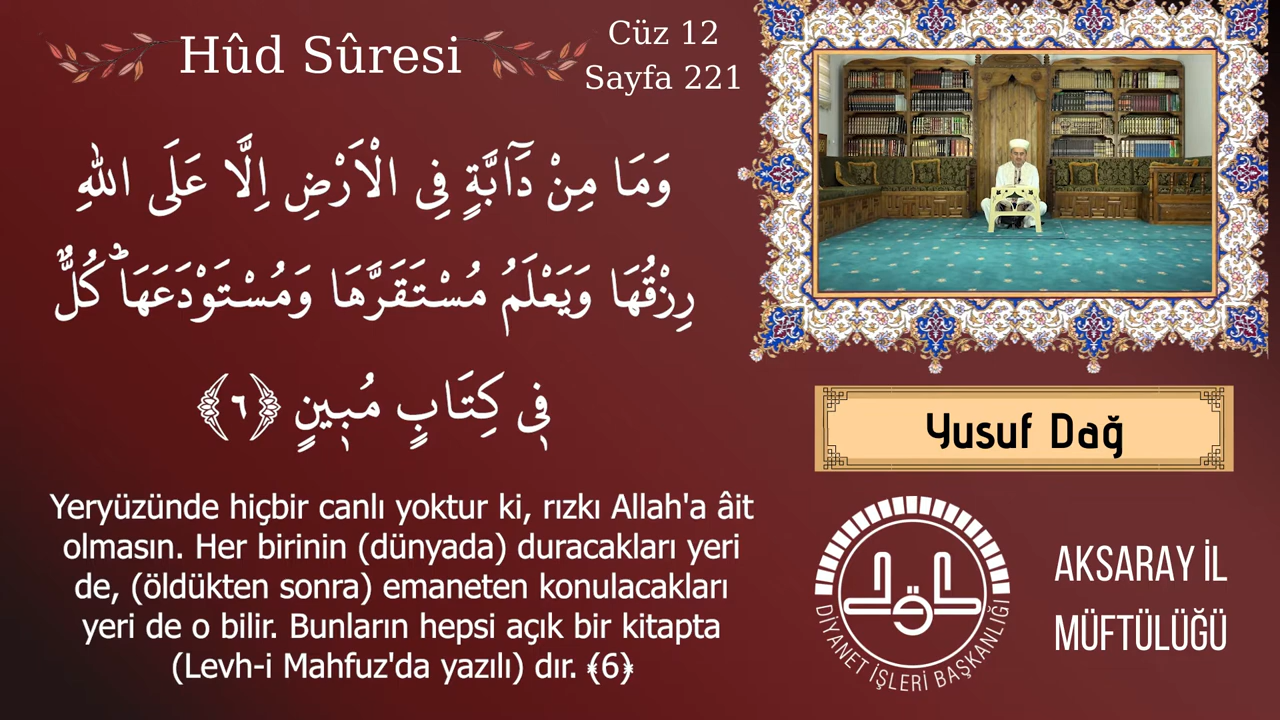 Hûd Sûresi
Cüz 12
Sayfa 221
وَمَا مِنْ دَٓابَّةٍ فِي الْاَرْضِ اِلَّا عَلَى اللّٰهِ
رِزْقُهَا وَيَعْلَمُ مُسْتَقَرَّهَا وَمُسْتَوْدَعَهَاۜ كُلٌّ
ف۪ي كِتَابٍ مُب۪ينٍ ﴿٦﴾
Yeryüzünde hiçbir canlı yoktur ki, rızkı Allah'a âit
olmasın. Her birinin (dünyada) duracakları yeri
de, (öldükten sonra) emaneten konulacakları
yeri de o bilir. Bunların hepsi açık bir kitapta
(Levh-i Mahfuz'da yazılı) dır. ﴾6﴿
Yusuf Dağ
DİYANET İŞLERİ BAŞKANLIĞI
AKSARAY İL
MÜFTÜLÜĞÜ